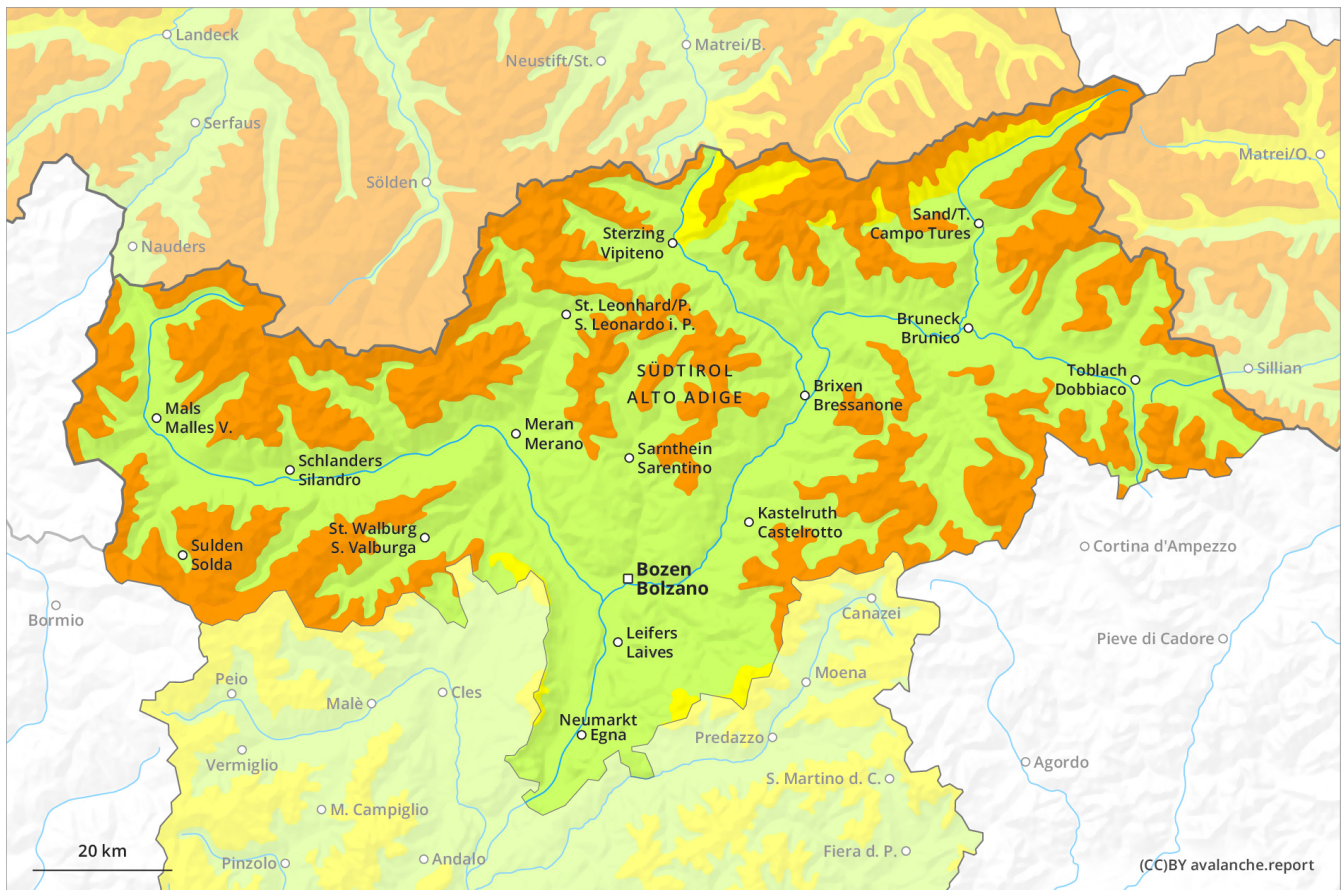 Landeck
Matrei/B.
Neustift/St.
Serfaus
Matrei/O.
Sölden
Sand/T.
Campo Tures
Sterzing
Vipiteno
Nauders
St. Leonhard/P.
S. Leonardo i. P.
Bruneck
Brunico
SÜDTIROL
ALTO ADIGE
Toblach
Dobbiaco
Sillian
Brixen
Bressanone
Mals
Malles V.
Meran
Merano
Sarnthein
Sarentino
Schlanders
Silandro
Kastelruth
Castelrotto
St. Walburg
S. Valburga
Sulden
Solda
Cortina d'Ampezzo
Bozen
Bolzano
Bormio
Canazei
Leifers
Laives
Pieve di Cadore
Peio
Malè
Cles
Moena
Neumarkt
Egna
Predazzo
Vermiglio
Agordo
S. Martino d. C.
M. Campiglio
20 km
Pinzolo
Andalo
Fiera d. P.
(CC)BY avalanche.report